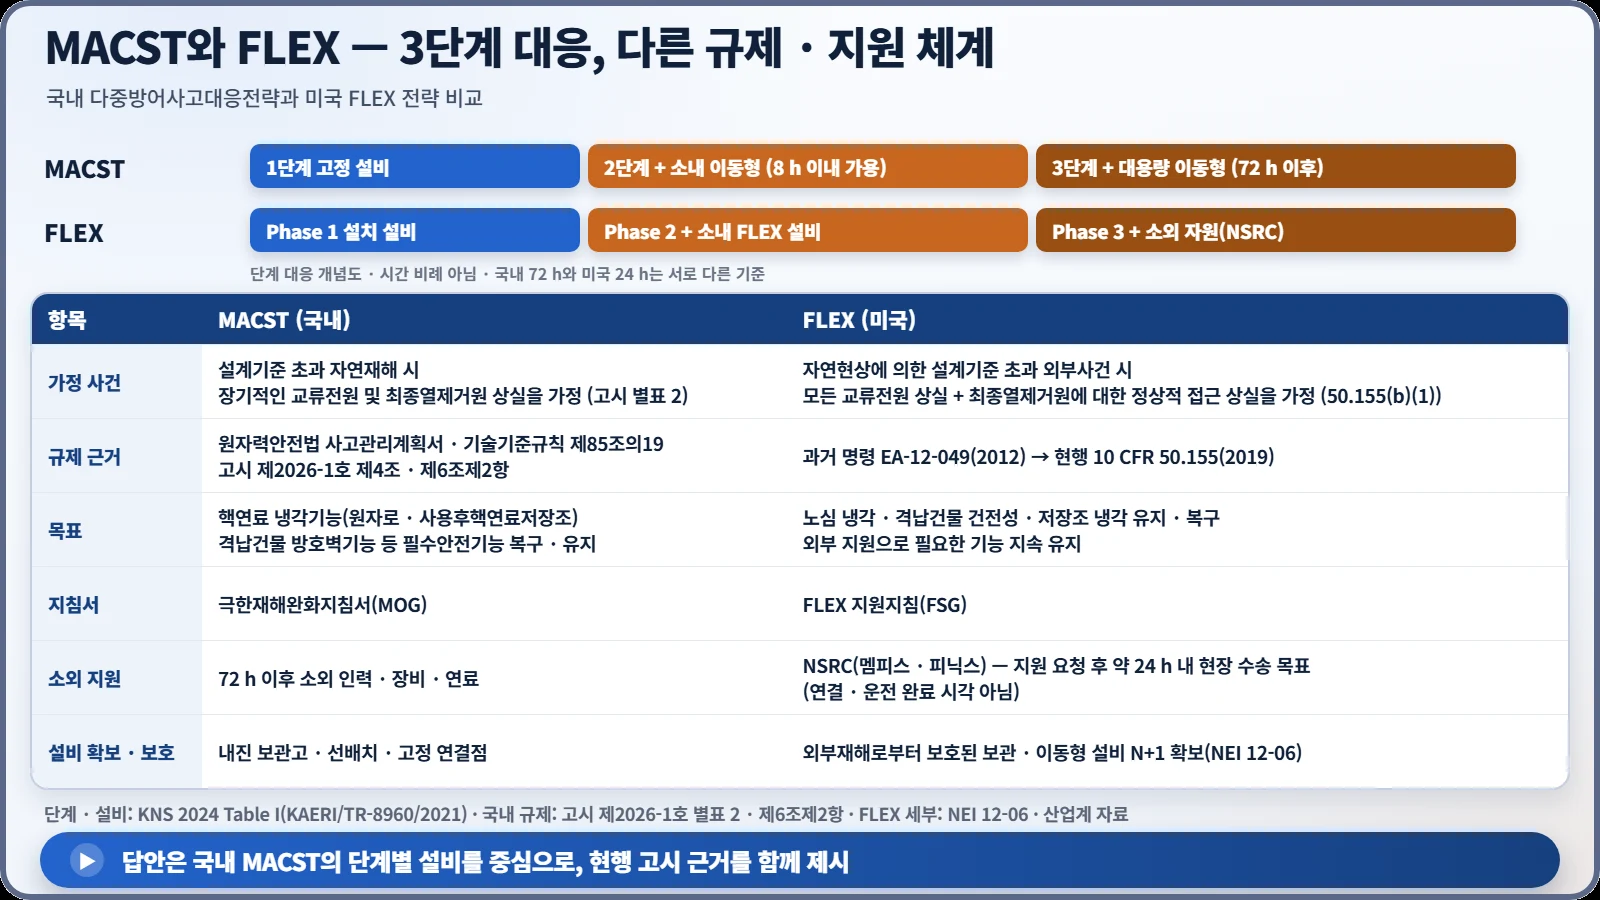 MACST와 FLEX — 3단계 대응, 다른 규제 · 지원 체계
국내 다중방어사고대응전략과 미국 FLEX 전략 비교
MACST
1단계 고정 설비
2단계 + 소내 이동형 (8 h 이내 가용)
3단계 + 대용량 이동형 (72 h 이후)
FLEX
Phase 1 설치 설비
Phase 2 + 소내 FLEX 설비
Phase 3 + 소외 자원(NSRC)
단계 대응 개념도 · 시간 비례 아님 · 국내 72 h와 미국 24 h는 서로 다른 기준
항목
MACST (국내)
FLEX (미국)
가정 사건
설계기준 초과 자연재해 시
장기적인 교류전원 및 최종열제거원 상실을 가정 (고시 별표 2)
자연현상에 의한 설계기준 초과 외부사건 시
모든 교류전원 상실 + 최종열제거원에 대한 정상적 접근 상실을 가정 (50.155(b)(1))
규제 근거
원자력안전법 사고관리계획서 · 기술기준규칙 제85조의19
고시 제2026-1호 제4조 · 제6조제2항
과거 명령 EA-12-049(2012) → 현행 10 CFR 50.155(2019)
목표
핵연료 냉각기능(원자로 · 사용후핵연료저장조)
격납건물 방호벽기능 등 필수안전기능 복구 · 유지
노심 냉각 · 격납건물 건전성 · 저장조 냉각 유지 · 복구
외부 지원으로 필요한 기능 지속 유지
지침서
극한재해완화지침서(MOG)
FLEX 지원지침(FSG)
소외 지원
72 h 이후 소외 인력 · 장비 · 연료
NSRC(멤피스 · 피닉스) — 지원 요청 후 약 24 h 내 현장 수송 목표
(연결 · 운전 완료 시각 아님)
설비 확보 · 보호
내진 보관고 · 선배치 · 고정 연결점
외부재해로부터 보호된 보관 · 이동형 설비 N+1 확보(NEI 12-06)
단계 · 설비: KNS 2024 Table I(KAERI/TR-8960/2021) · 국내 규제: 고시 제2026-1호 별표 2 · 제6조제2항 · FLEX 세부: NEI 12-06 · 산업계 자료
답안은 국내 MACST의 단계별 설비를 중심으로, 현행 고시 근거를 함께 제시